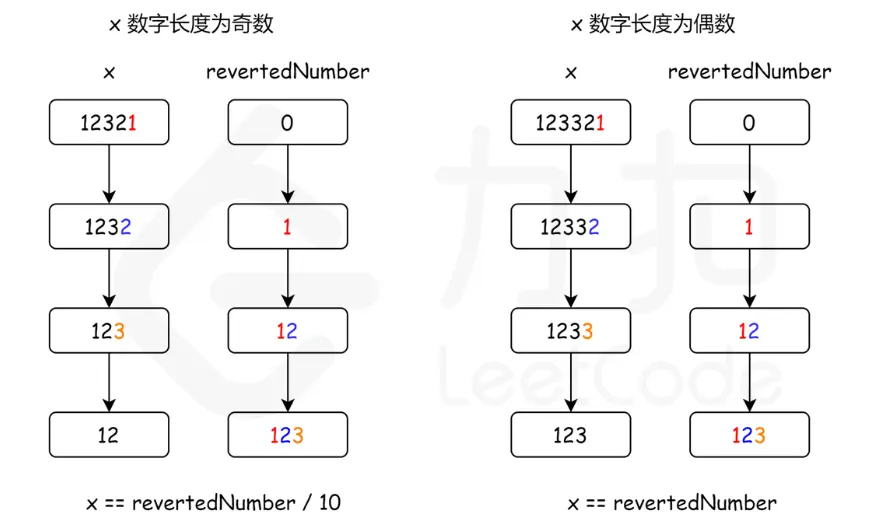 x 数字长度为奇数
x revertedNumber
12321 0
1232 1
123 12
12 123
x == revertedNumber / 10
x 数字长度为偶数
x revertedNumber
123321 0
12332 1
1233 12
123 123
x == revertedNumber
力扣
LeetCode